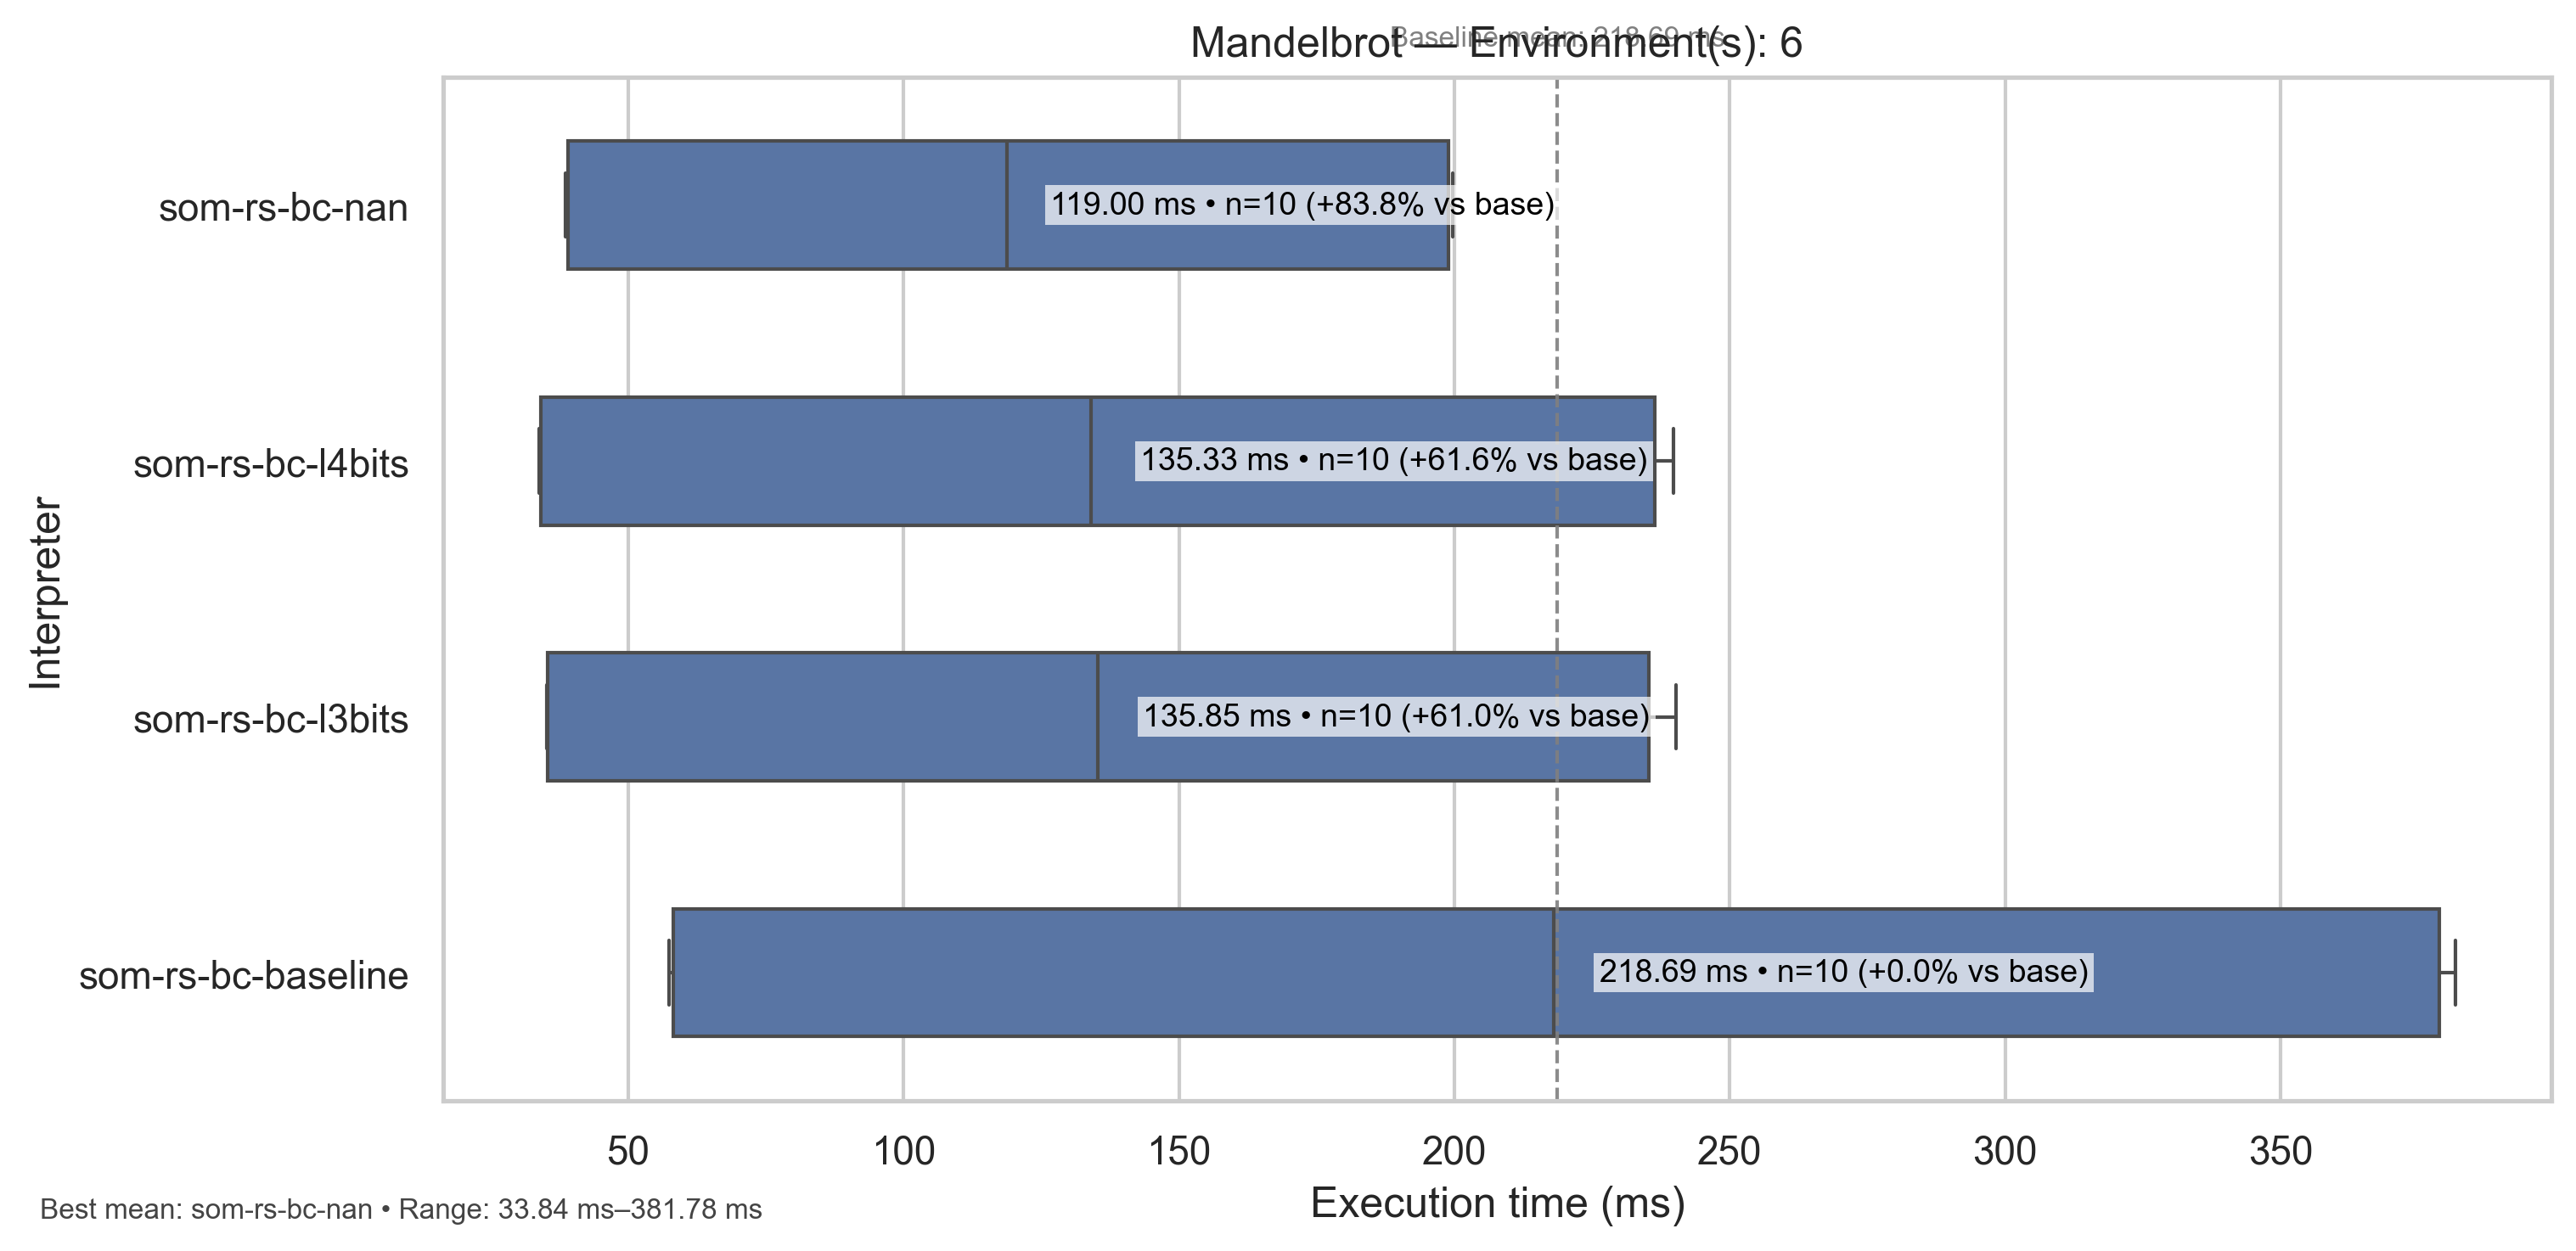 Baseline mean: 218.69 ms
Mandelbrot — Environment(s): 6
som-rs-bc-nan
119.00 ms • n=10 (+83.8% vs base)
som-rs-bc-l4bits
135.33 ms • n=10 (+61.6% vs base)
Interpreter
som-rs-bc-l3bits
135.85 ms • n=10 (+61.0% vs base)
som-rs-bc-baseline
218.69 ms • n=10 (+0.0% vs base)
50 100 150 200 250 300 350
Execution time (ms)
Best mean: som-rs-bc-nan • Range: 33.84 ms–381.78 ms